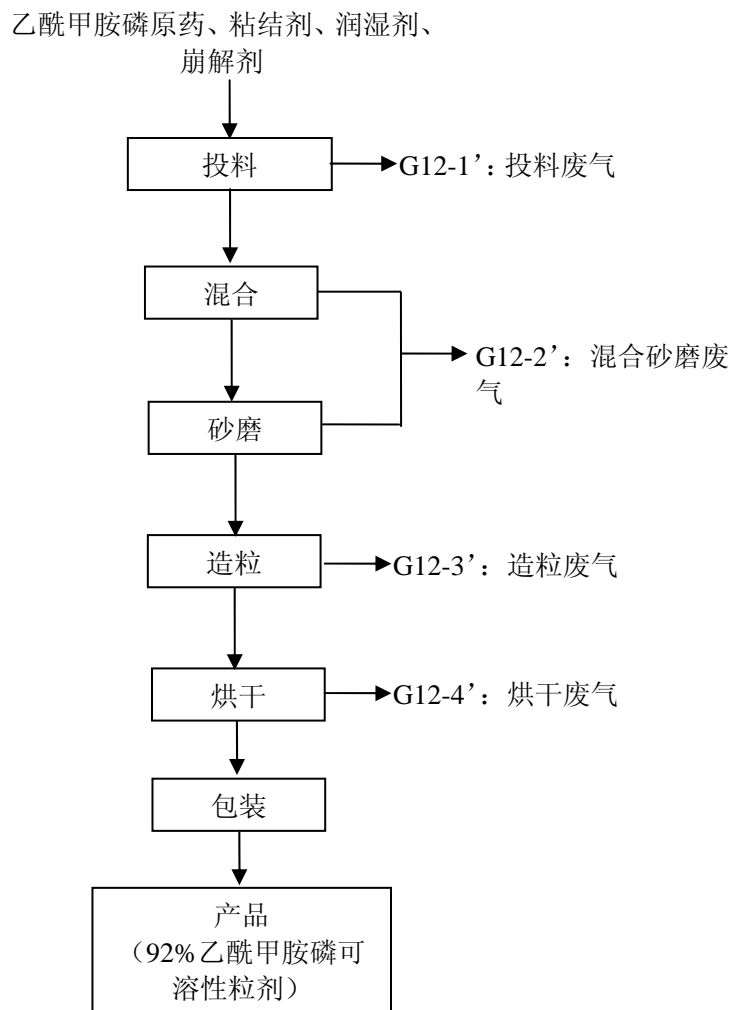 乙酰甲胺磷原药、粘结剂、润湿剂、
崩解剂
投料
G12-1’：投料废气
混合
G12-2’：混合砂磨废
气
砂磨
造粒
G12-3’：造粒废气
烘干
G12-4’：烘干废气
包装
产品
（92%乙酰甲胺磷可
溶性粒剂）